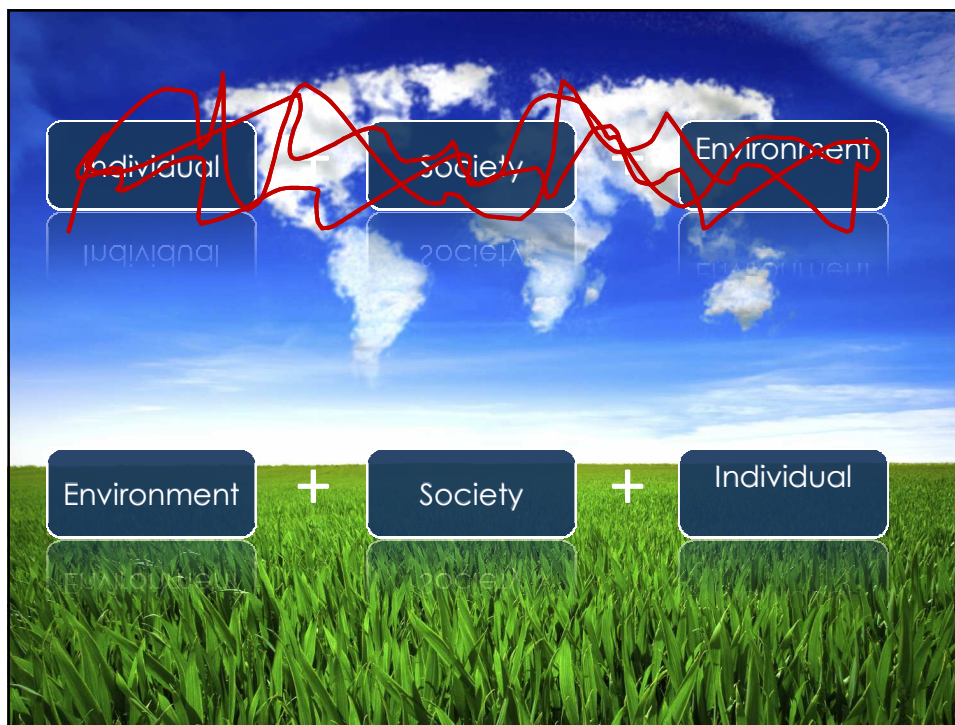 Individual + Society + Environment
Environment + Society + Individual